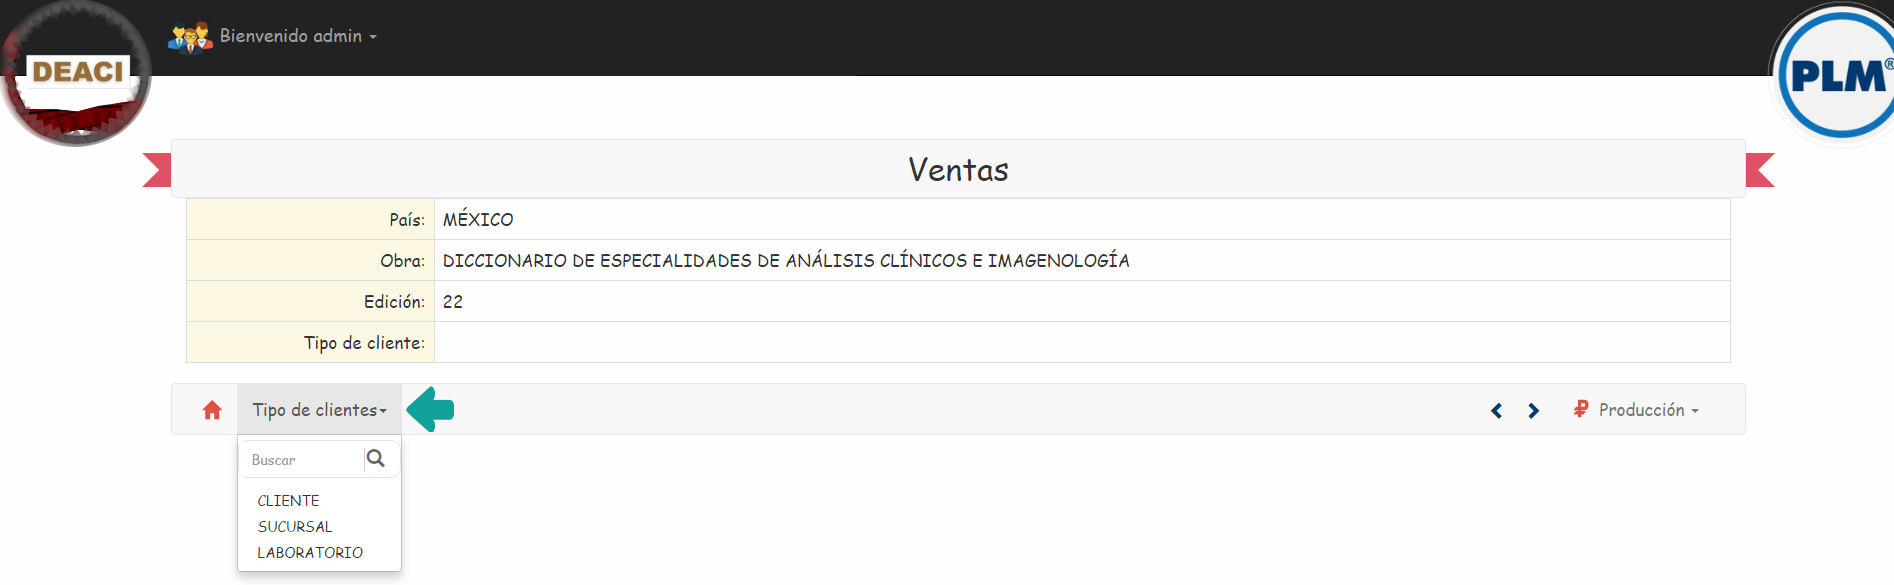 Bienvenido admin
DEACI
PLM®
Ventas
País: MÉXICO
Obra: DICCIONARIO DE ESPECIALIDADES DE ANÁLISIS CLÍNICOS E IMAGENOLOGÍA
Edición: 22
Tipo de cliente:
Tipo de clientes
Producción
Buscar
CLIENTE
SUCURSAL
LABORATORIO